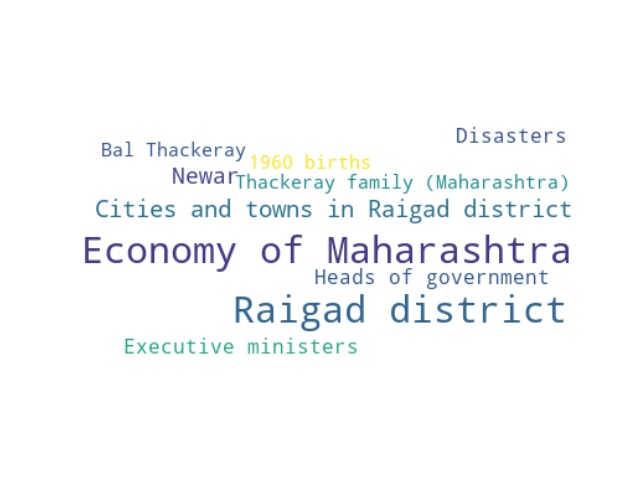 Disasters
Bal Thackeray
1960 births
Newar
Thackeray family (Maharashtra)
Cities and towns in Raigad district
Economy of Maharashtra
Heads of government
Raigad district
Executive ministers